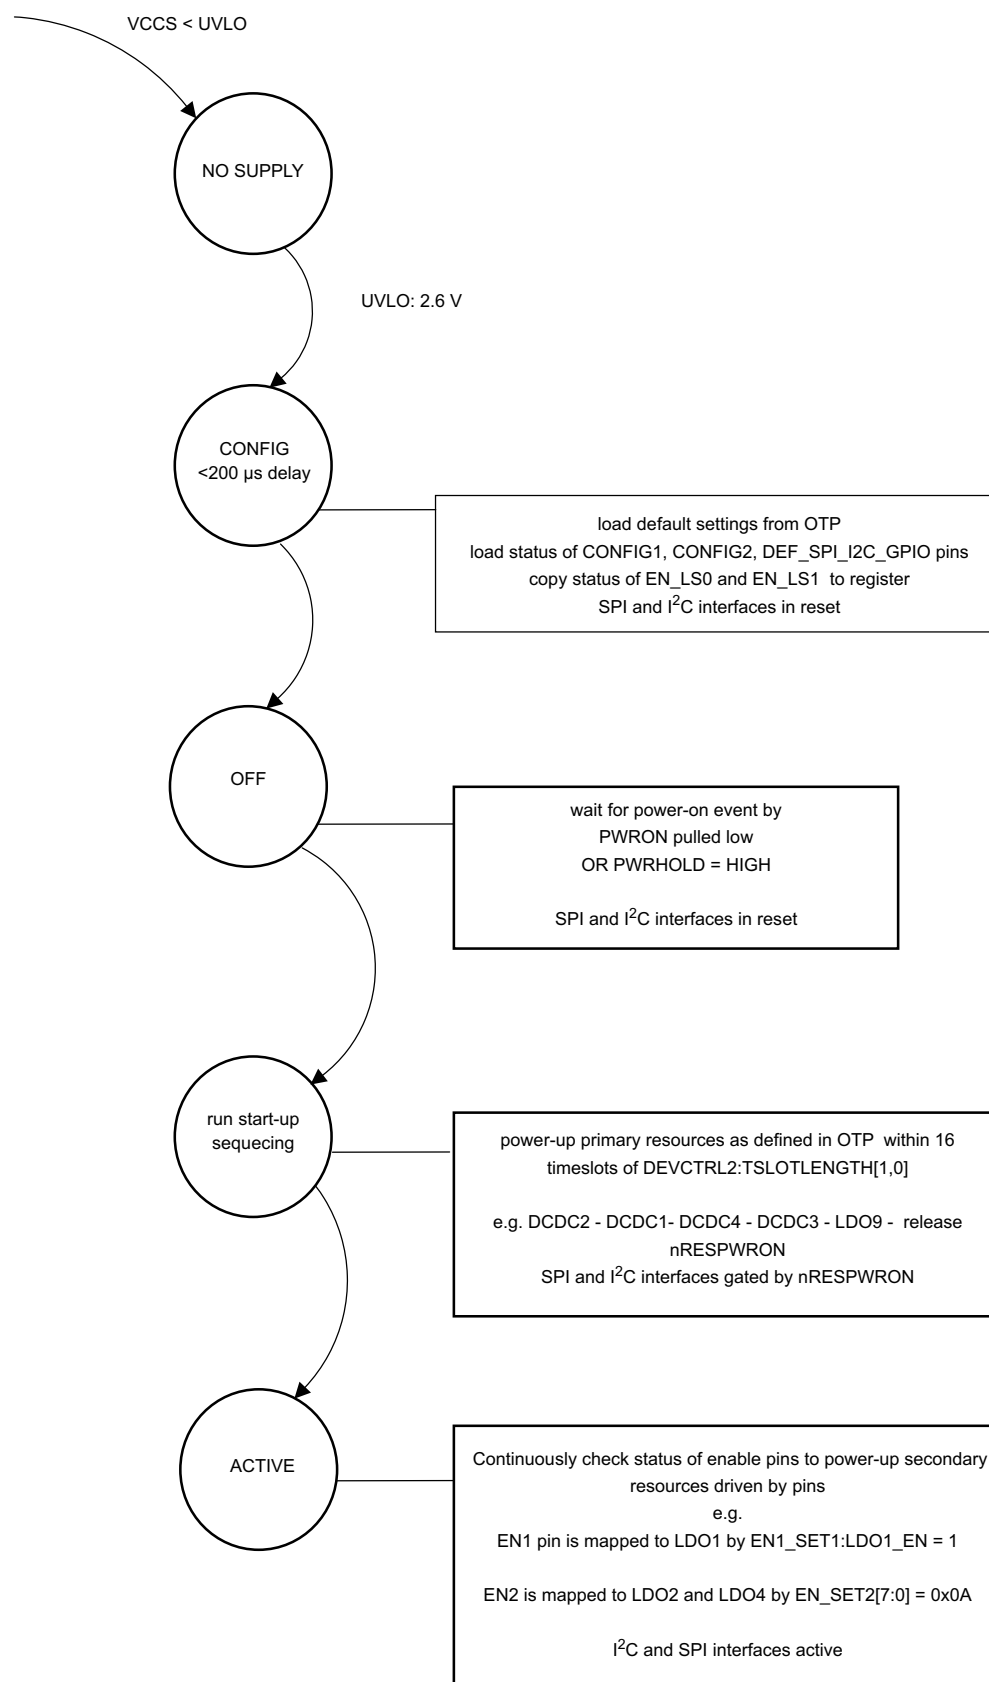 VCCS < UVLO
NO SUPPLY
UVLO: 2.6 V
CONFIG
<200 µs delay
load default settings from OTP
load status of CONFIG1, CONFIG2, DEF_SPI_I2C_GPIO pins
copy status of EN_LS0 and EN_LS1 to register
SPI and I²C interfaces in reset
OFF
wait for power-on event by
PWRON pulled low
OR PWRHOLD = HIGH
SPI and I²C interfaces in reset
run start-up
sequecing
power-up primary resources as defined in OTP within 16
timeslots of DEVCTRL2:TSLOTLENGTH[1,0]
e.g. DCDC2 - DCDC1- DCDC4 - DCDC3 - LDO9 - release
nRESPWRON
SPI and I²C interfaces gated by nRESPWRON
ACTIVE
Continuously check status of enable pins to power-up secondary
resources driven by pins
e.g.
EN1 pin is mapped to LDO1 by EN1_SET1:LDO1_EN = 1
EN2 is mapped to LDO2 and LDO4 by EN_SET2[7:0] = 0x0A
I²C and SPI interfaces active